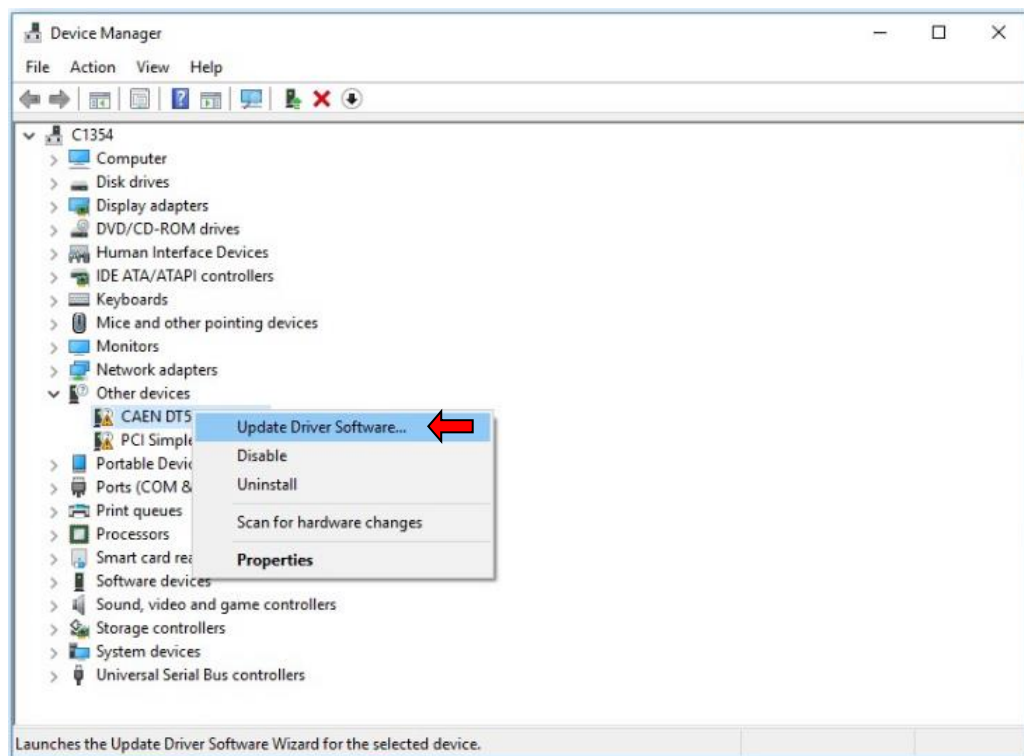 Device Manager
File Action View Help
C1354
Computer
Disk drives
Display adapters
DVD/CD-ROM drives
Human Interface Devices
IDE ATA/ATAPI controllers
Keyboards
Mice and other pointing devices
Monitors
Network adapters
Other devices
CAEN DT5
Update Driver Software...
PCI Simple
Disable
Portable Devic
Ports (COM &
Uninstall
Print queues
Scan for hardware changes
Processors
Smart card rea
Properties
Software devices
Sound, video and game controllers
Storage controllers
System devices
Universal Serial Bus controllers
Launches the Update Driver Software Wizard for the selected device.